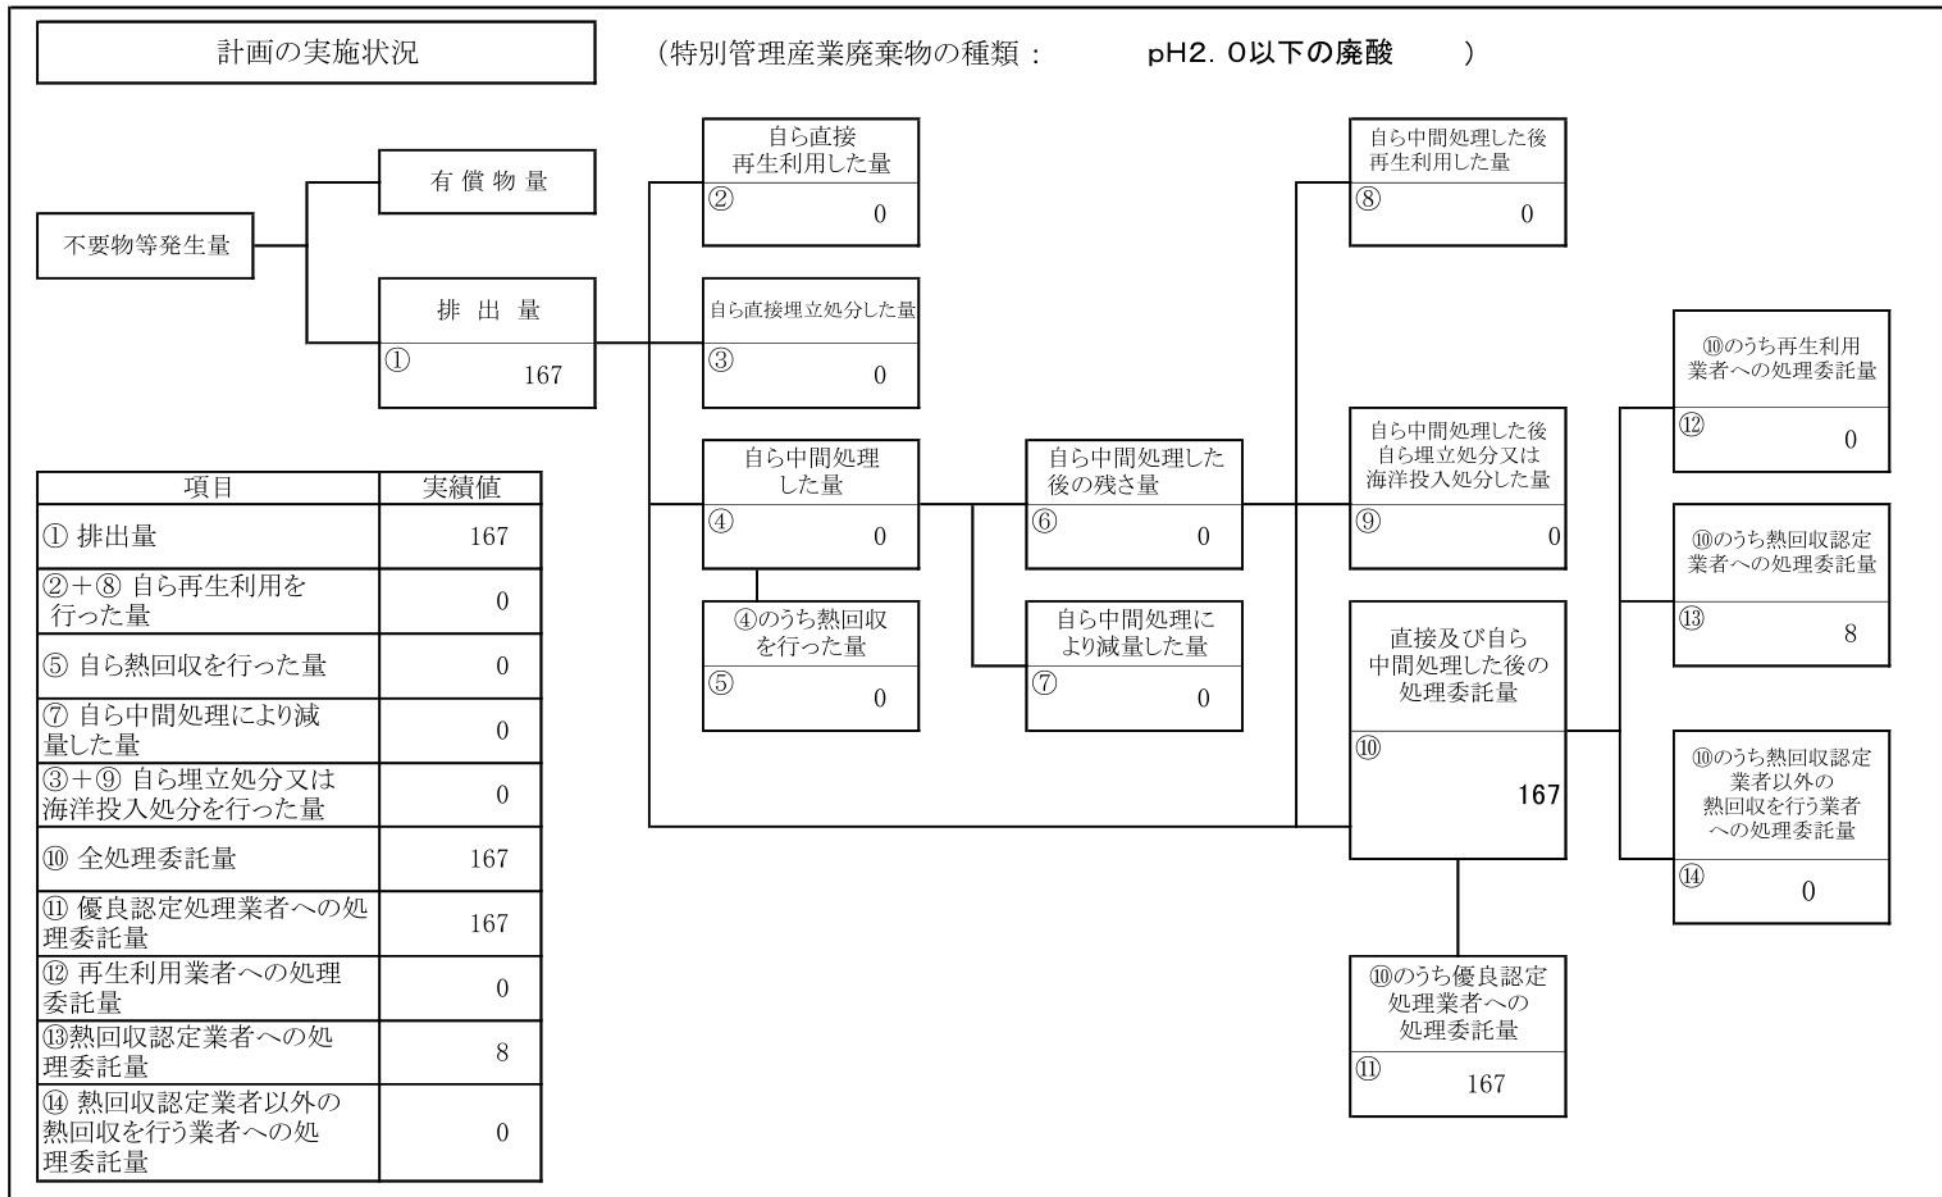 計画の実施状況
（特別管理産業廃棄物の種類： pH2．0以下の廃酸 ）
不要物等発生量
有 償 物 量
排 出 量
①
167
自ら直接
再生利用した量
②
0
自ら直接埋立処分した量
③
0
自ら中間処理
した量
④
0
④のうち熱回収
を行った量
⑤
0
自ら中間処理した
後の残さ量
⑥
0
自ら中間処理に
より減量した量
⑦
0
自ら中間処理した後
再生利用した量
⑧
0
自ら中間処理した後
自ら埋立処分又は
海洋投入処分した量
⑨
0
直接及び自ら
中間処理した後の
処理委託量
⑩
167
⑩のうち優良認定
処理業者への
処理委託量
⑪
167
⑩のうち再生利用
業者への処理委託量
⑫
0
⑩のうち熱回収認定
業者への処理委託量
⑬
8
⑩のうち熱回収認定
業者以外の
熱回収を行う業者
への処理委託量
⑭
0
項目 実績値
① 排出量 167
②＋⑧ 自ら再生利用を
行った量 0
⑤ 自ら熱回収を行った量 0
⑦ 自ら中間処理により減
量した量 0
③＋⑨ 自ら埋立処分又は
海洋投入処分を行った量 0
⑩ 全処理委託量 167
⑪ 優良認定処理業者への処
理委託量 167
⑫ 再生利用業者への処理
委託量 0
⑬熱回収認定業者への処
理委託量 8
⑭ 熱回収認定業者以外の
熱回収を行う業者への処
理委託量 0